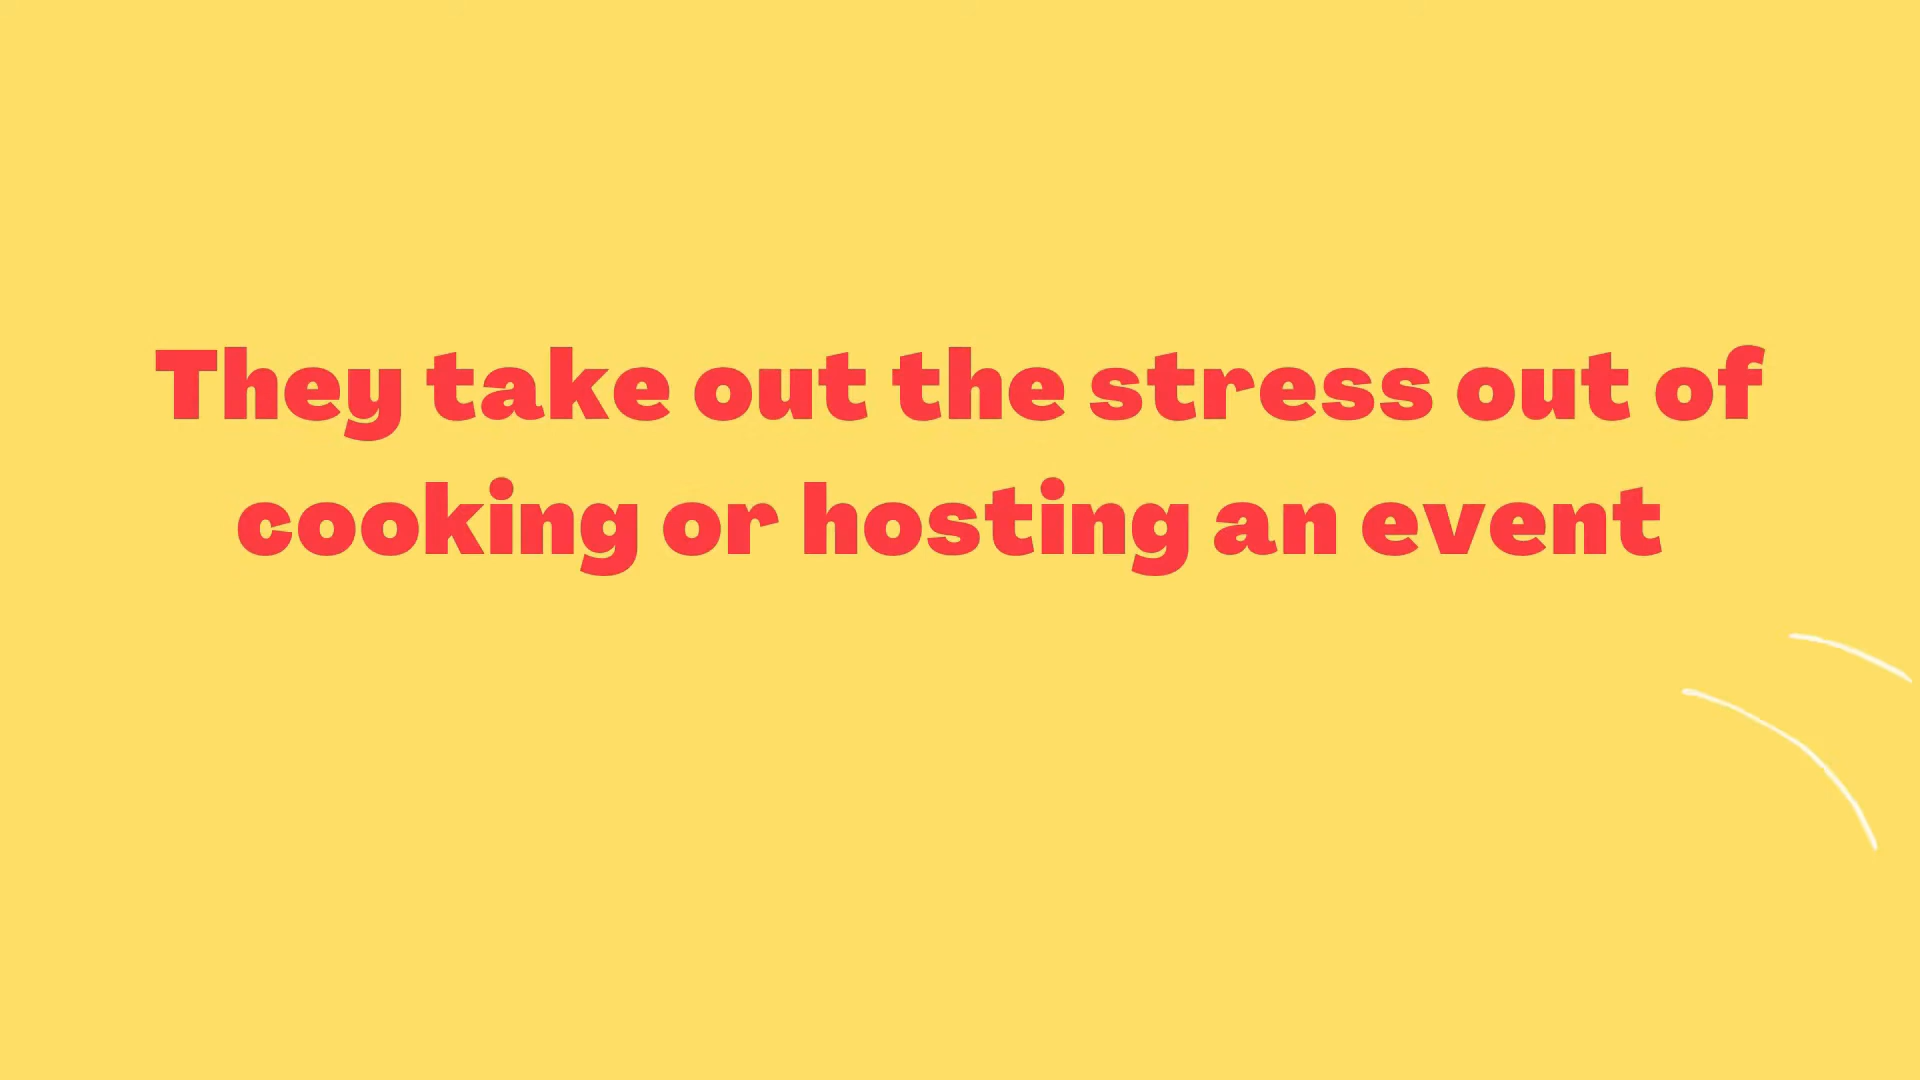 They take out the stress out of
cooking or hosting an event